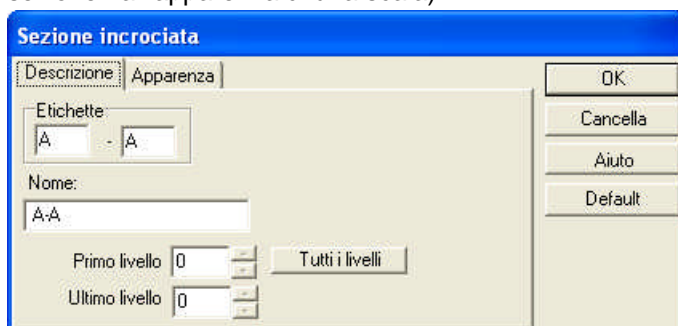 Sezione incrociata
Descrizione Apparenza
OK
Etichette
A - A
Cancella
Aiuto
Nome:
Default
A-A
Primo livello 0 Tutti i livelli
Ultimo livello 0